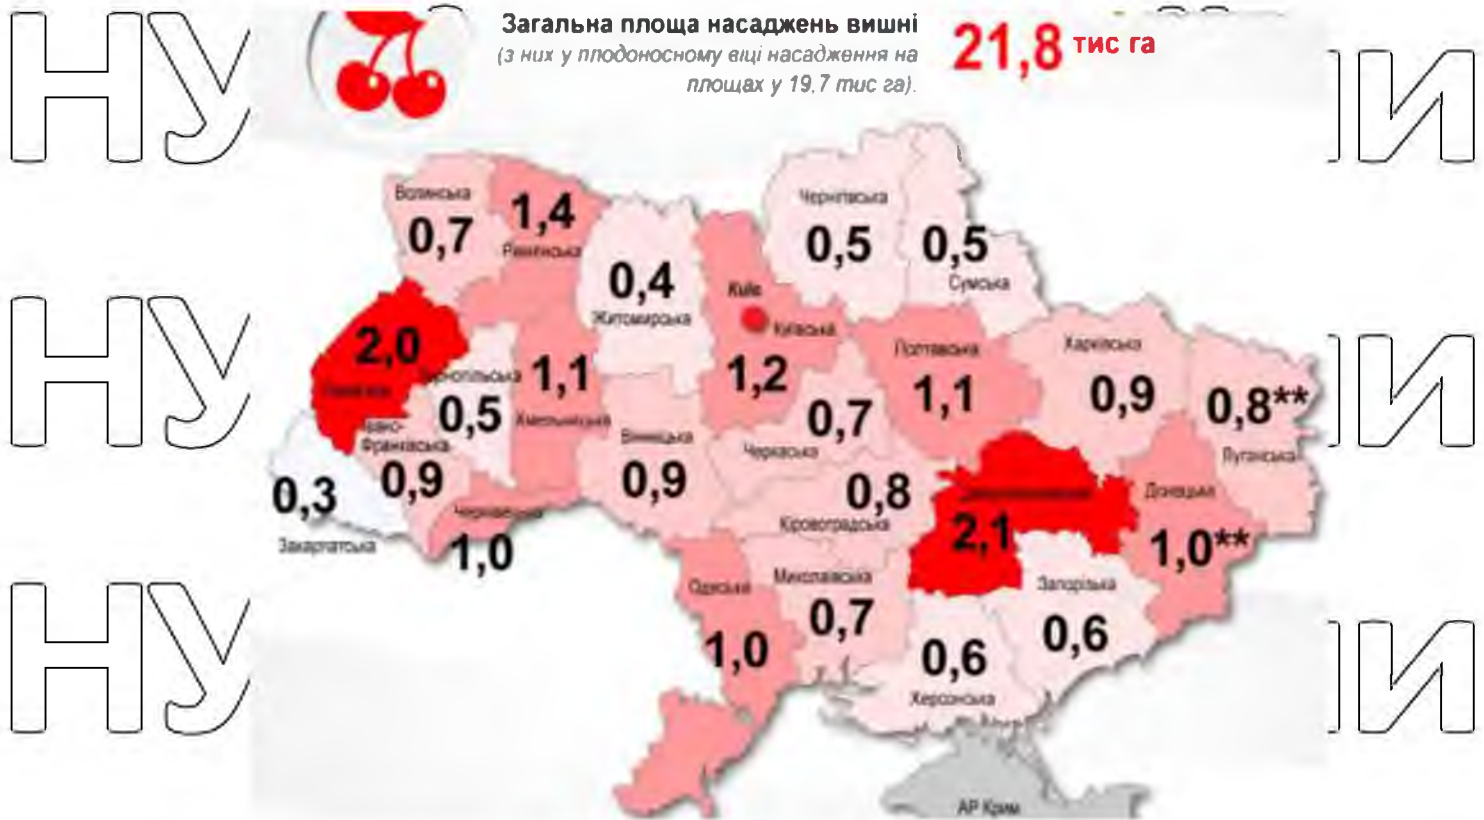 Загальна площа насаджень вишні
(з них у плодоносному віці насадження на
площах у 19,7 тис га).
21,8 тис га
НУ
И
Волинська
0,7
1,4
Рівненська
0,4
Житомирська
Київ
Київська
1,2
Чернігівська
0,5
0,5
Сумська
2,0
Тернопільська
0,5
1,1
Хмельницька
Полтавська
1,1
Харківська
0,9
0,8**
Луганська
Івано-
Франківська
0,9
Вінницька
0,9
0,7
Черкаська
0,8
Кіровоградська
2,1
Донецька
1,0**
0,3
Закарпатська
Чернівецька
1,0
Одеська
1,0
Миколаївська
0,7
Запорізька
0,6
0,6
Херсонська
АР Крим
НУ
И
НУ
И